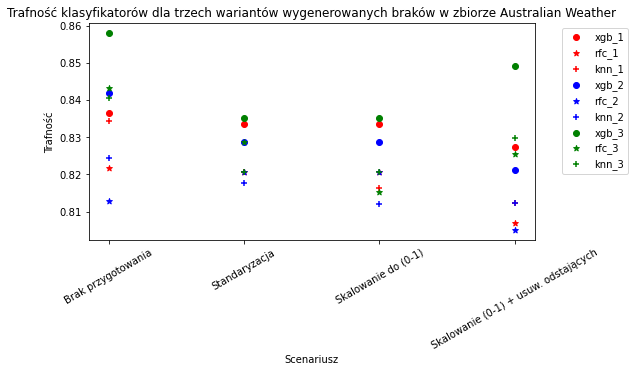 Trafność klasyfikatorów dla trzech wariantów wygenerowanych braków w zbiorze Australian Weather
0.86
0.85
0.84
0.83
0.82
0.81
Trafność
Brak przygotowania
Standaryzacja
Skalowanie do (0-1)
Skalowanie (0-1) + usuw. odstających
Scenariusz
xgb_1
rfc_1
knn_1
xgb_2
rfc_2
knn_2
xgb_3
rfc_3
knn_3